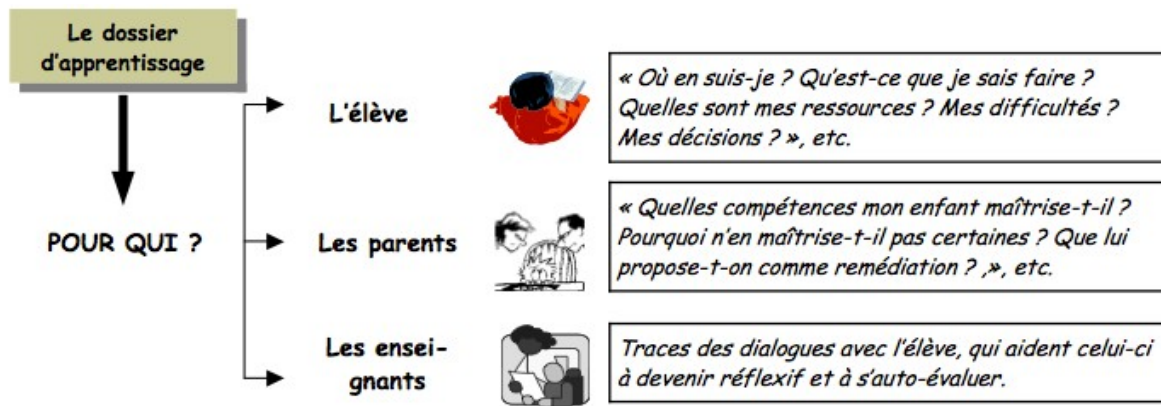 Le dossier
d'apprentissage
POUR QUI ?
L'élève
« Où en suis-je ? Qu'est-ce que je sais faire ?
Quelles sont mes ressources ? Mes difficultés ?
Mes décisions ? », etc.
Les parents
« Quelles compétences mon enfant maîtrise-t-il ?
Pourquoi n'en maîtrise-t-il pas certaines ? Que lui
propose-t-on comme remédiation ? ,», etc.
Les ensei-
gnants
Traces des dialogues avec l'élève, qui aident celui-ci
à devenir réflexif et à s'auto-évaluer.